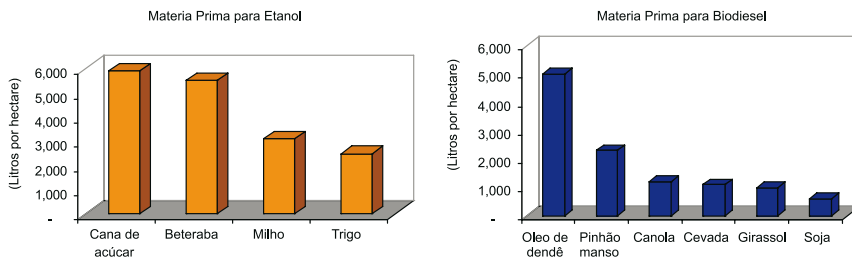 Materia Prima para Etanol
(Litros por hectare)
6,000
5,000
4,000
3,000
2,000
1,000
-
Cana de
acúcar
Beteraba
Milho
Trigo
Materia Prima para Biodiesel
(Litros por hectare)
6,000
5,000
4,000
3,000
2,000
1,000
-
Oleo de
dendê
Pinhão
manso
Canola
Cevada
Girassol
Soja